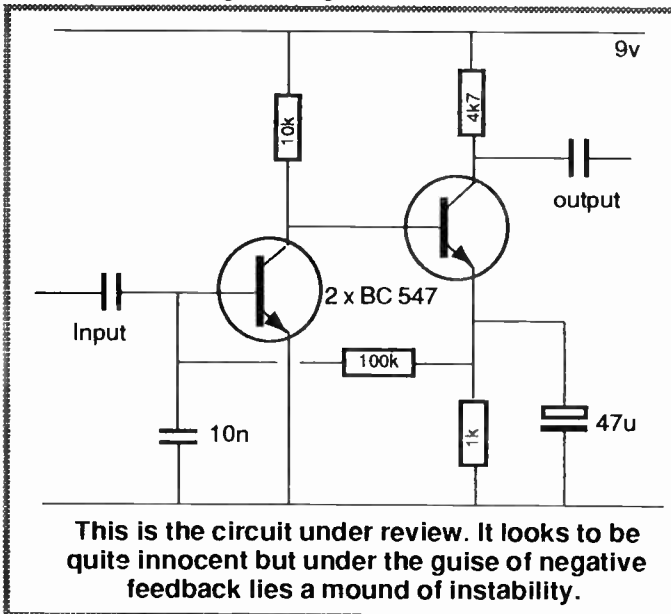 9v
10k
4k7
output
2 x BC 547
Input
100k
10n
1k
47u
This is the circuit under review. It looks to be
quite innocent but under the guise of negative
feedback lies a mound of instability.